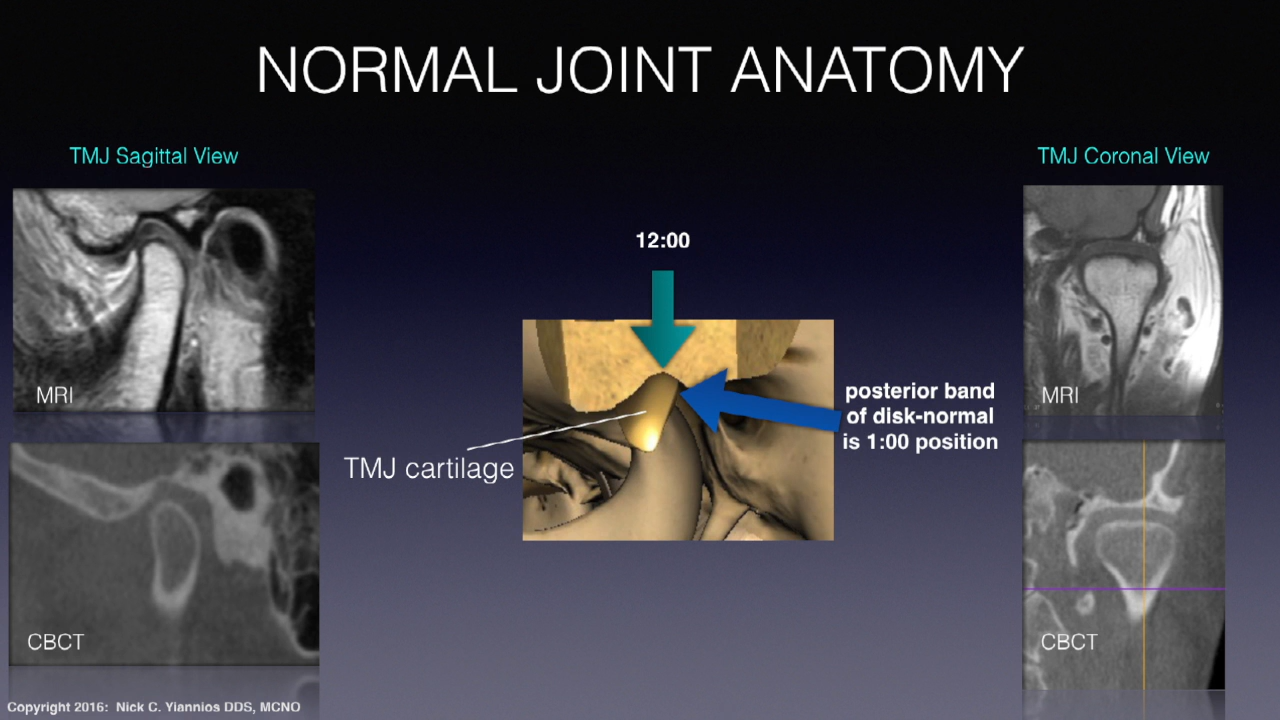 NORMAL JOINT ANATOMY
TMJ Sagittal View
TMJ Coronal View
12:00
MRI
MRI
posterior band
of disk-normal
is 1:00 position
TMJ cartilage
CBCT
CBCT
Copyright 2016: Nick C. Yiannios DDS, MCNO